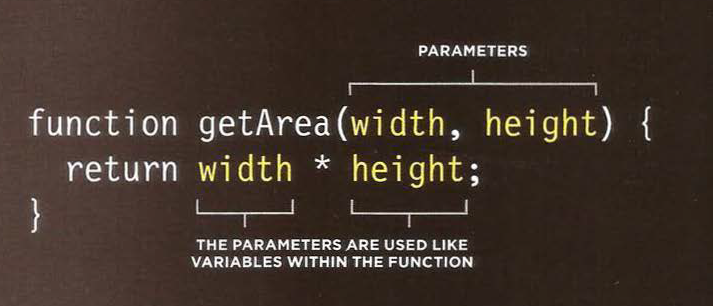 PARAMETERS
function getArea(width, height) {
return width * height;
}
THE PARAMETERS ARE USED LIKE
VARIABLES WITHIN THE FUNCTION